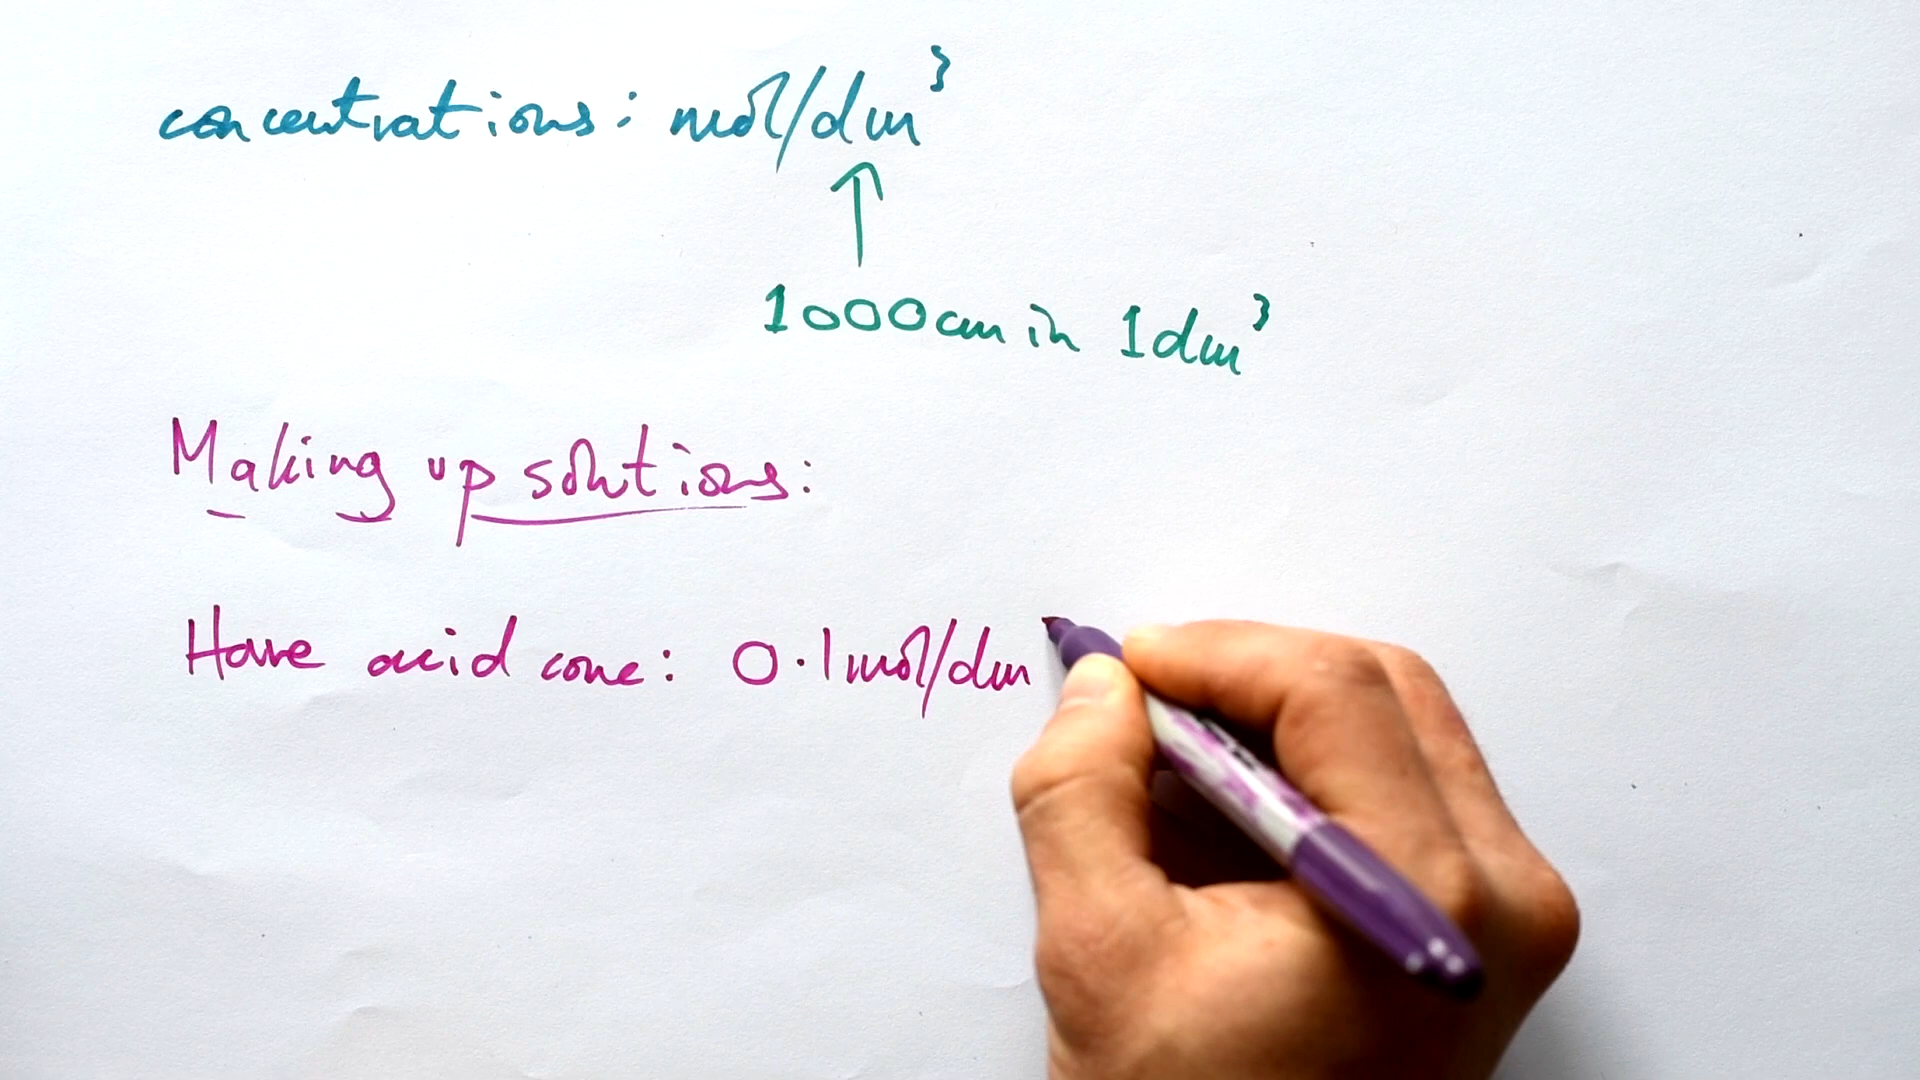 concentrations: mol/dm³
1000cm in 1dm³
Making up solutions:
Have acid conc: 0.1mol/dm